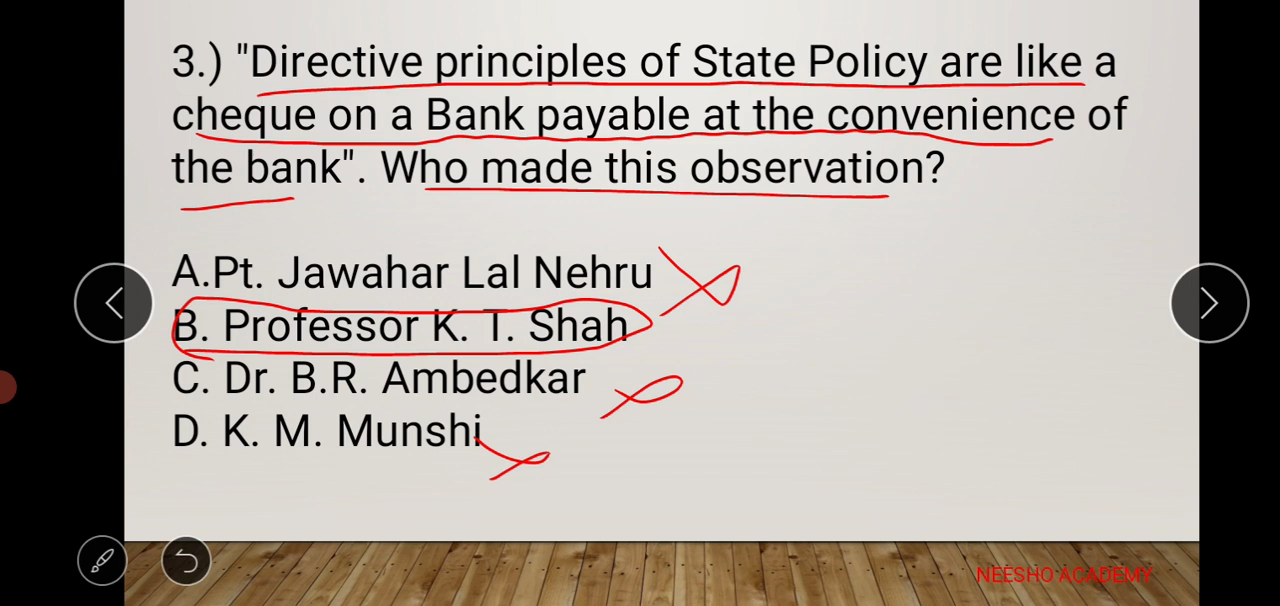 3.) "Directive principles of State Policy are like a
cheque on a Bank payable at the convenience of
the bank". Who made this observation?
A.Pt. Jawahar Lal Nehru
B. Professor K. T. Shah
C. Dr. B.R. Ambedkar
D. K. M. Munshi
NEESHO ACADEMY